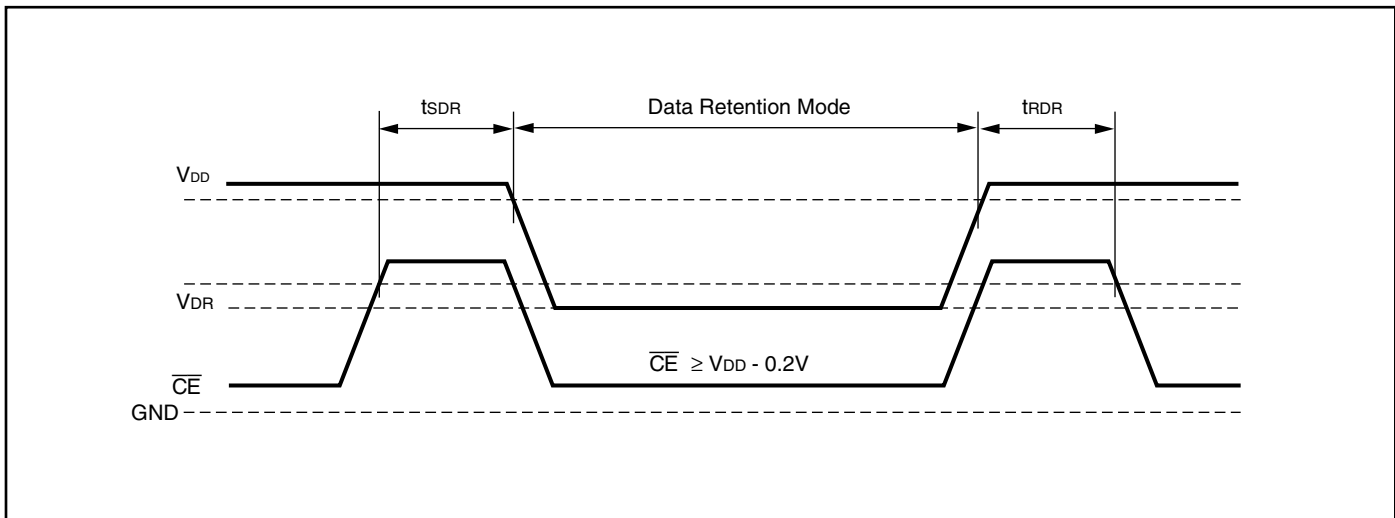 tSDR Data Retention Mode tRDR
VDD
VDR
CE ≥ VDD - 0.2V
CE
GND